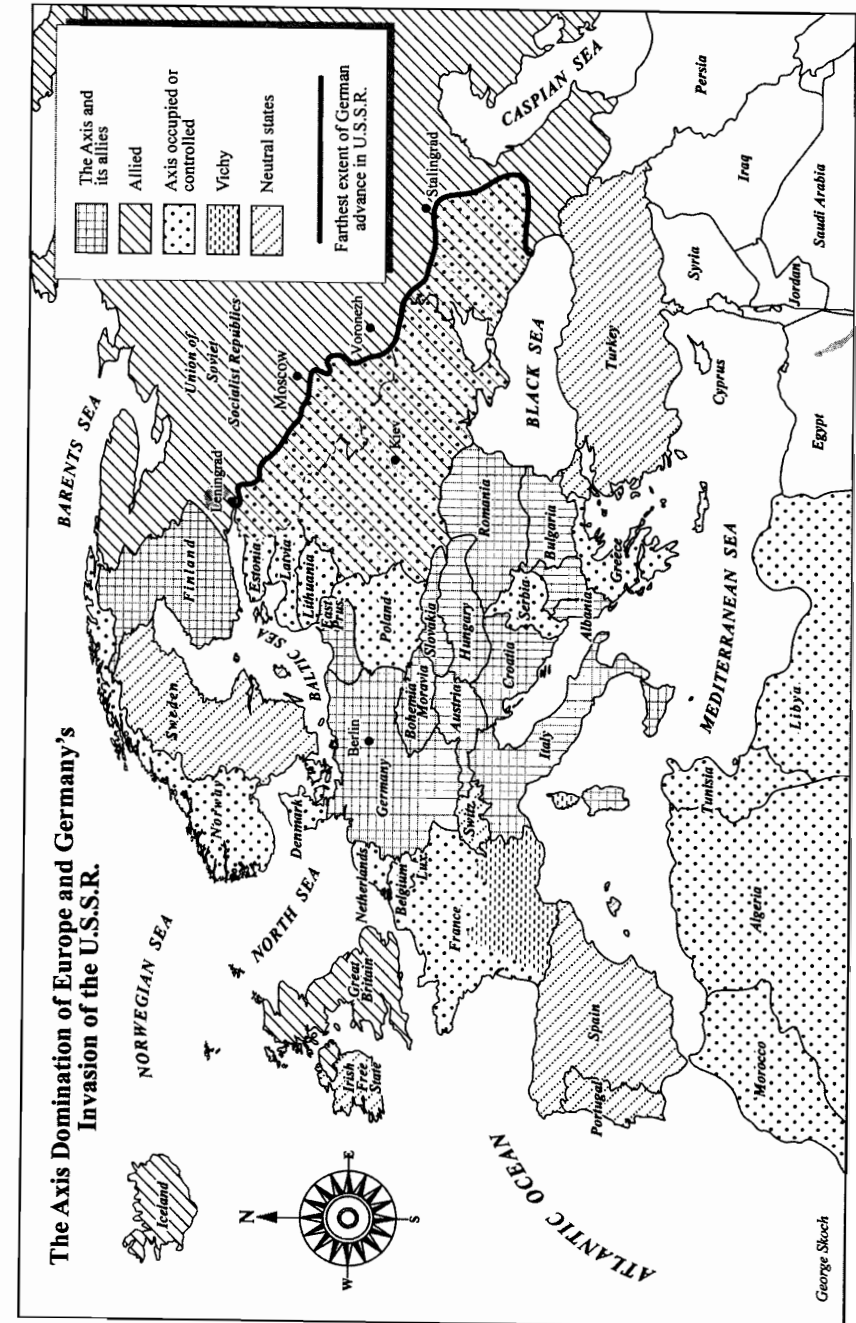 The Axis Domination of Europe and Germany's
Invasion of the U.S.S.R.
The Axis and
its allies
Allied
Axis occupied or
controlled
Vichy
Neutral states
Farthest extent of German
advance in U.S.S.R.
BARENTS SEA
NORWEGIAN SEA
Iceland
N
W
E
S
Finland
Sweden
Norway
Union of
Soviet
Socialist Republics
Leningrad
Moscow
Voronezh
Stalingrad
Kiev
Estonia
Latvia
Lithuania
East
Prus.
BALTIC SEA
NORTH SEA
Denmark
Irish
Free
State
Great
Britain
Netherlands
Belgium
Lux.
Berlin
Germany
Poland
Bohemia
Moravia
Slovakia
Austria
Hungary
France
Switz.
Italy
Croatia
Serbia
Romania
Bulgaria
Albania
Greece
BLACK SEA
CASPIAN SEA
Turkey
Cyprus
Syria
Iraq
Persia
Jordan
Saudi Arabia
Egypt
ATLANTIC OCEAN
Portugal
Spain
MEDITERRANEAN SEA
Morocco
Algeria
Tunisia
Libya
George Skoch